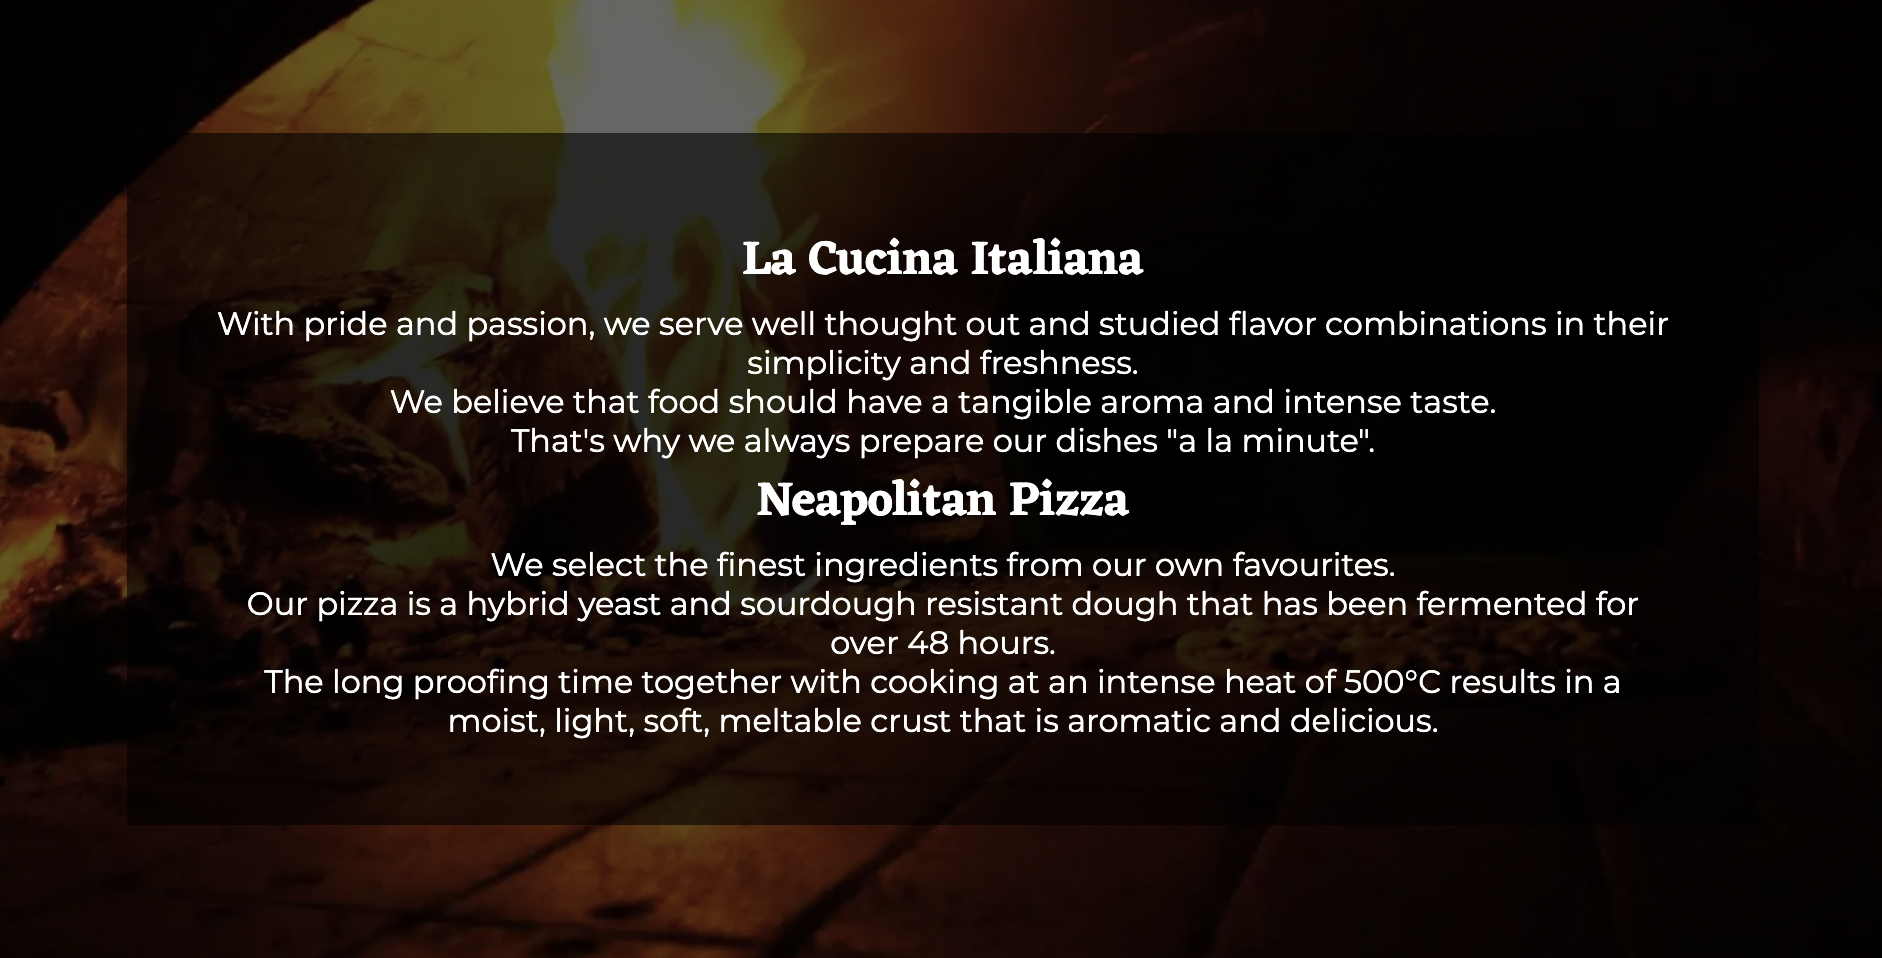 La Cucina Italiana
With pride and passion, we serve well thought out and studied flavor combinations in their
simplicity and freshness.
We believe that food should have a tangible aroma and intense taste.
That's why we always prepare our dishes "a la minute".
Neapolitan Pizza
We select the finest ingredients from our own favourites.
Our pizza is a hybrid yeast and sourdough resistant dough that has been fermented for
over 48 hours.
The long proofing time together with cooking at an intense heat of 500°C results in a
moist, light, soft, meltable crust that is aromatic and delicious.